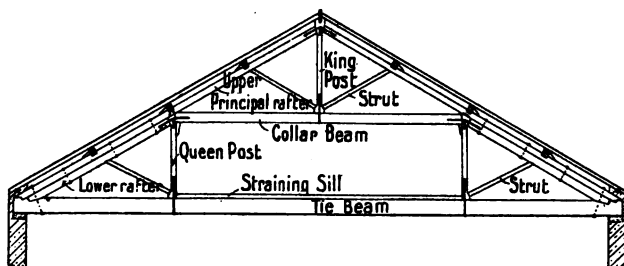 King
Post
Upper
Principal rafter
Strut
Collar Beam
Queen Post
Lower rafter
Straining Sill
Strut
Tie Beam